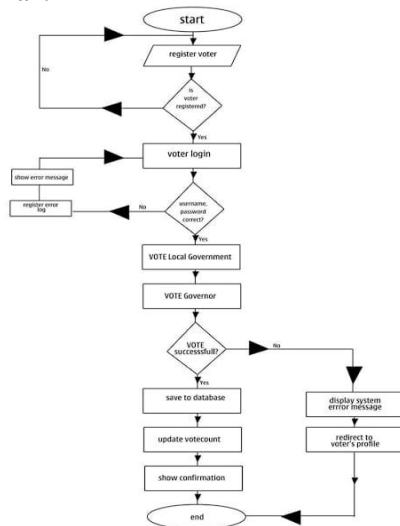 start
register voter
No
is
voter
registered?
Yes
voter login
show error message
register error
log
No
username,
password
correct?
Yes
VOTE Local Government
VOTE Governor
VOTE
successsfull?
No
Yes
save to database
display system
errror message
update votecount
redirect to
voter's profile
show confirmation
end